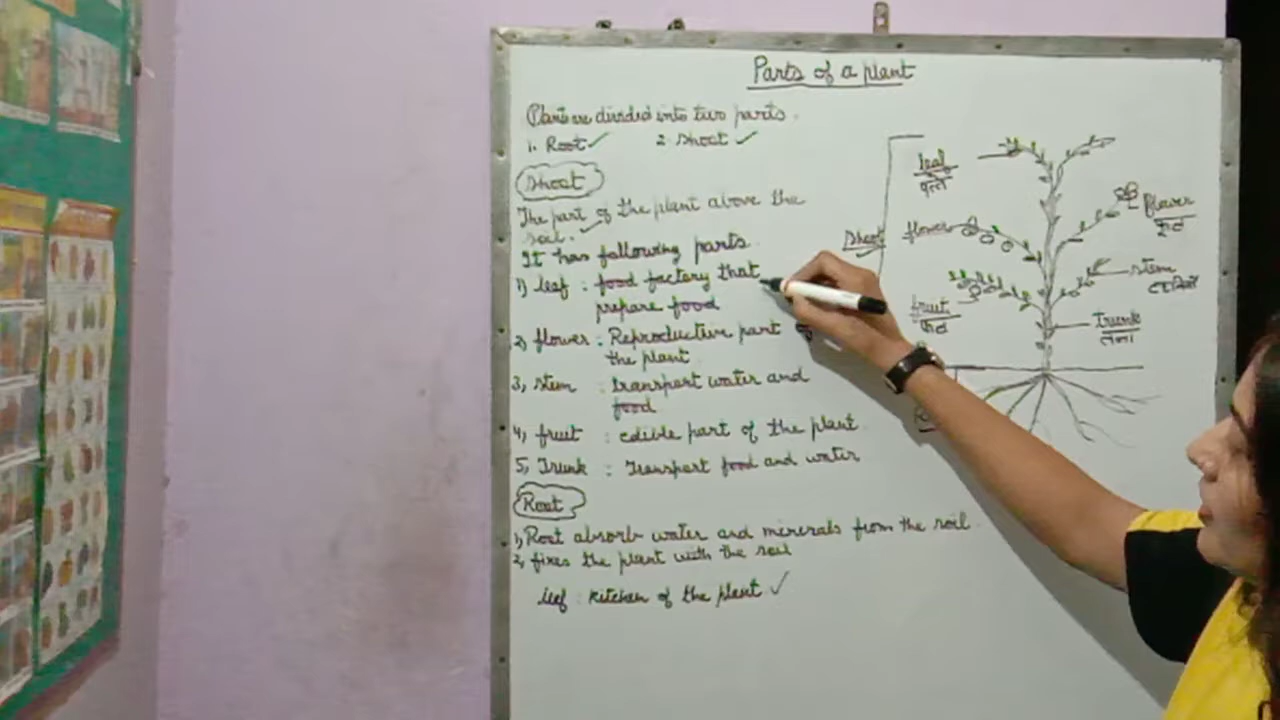 Parts of a plant
Plants are divided into two parts.
1. Root ✓ 2. Shoot ✓
Shoot
The part of the plant above the
soil.
It has following parts.
1) leaf : food factory that
prepare food
2, flower : Reproductive part of
the plant.
3, stem : transport water and
food
4, fruit : edible part of the plant.
5, Trunk : Transport food and water
Root
1, Root absorb water and minerals from the soil.
2, fixes the plant with the soil
leaf : kitchen of the plant ✓
leaf
पत्ते
flower
Shoot
fruit
फल
flower
फूल
stem
Trunk
तना